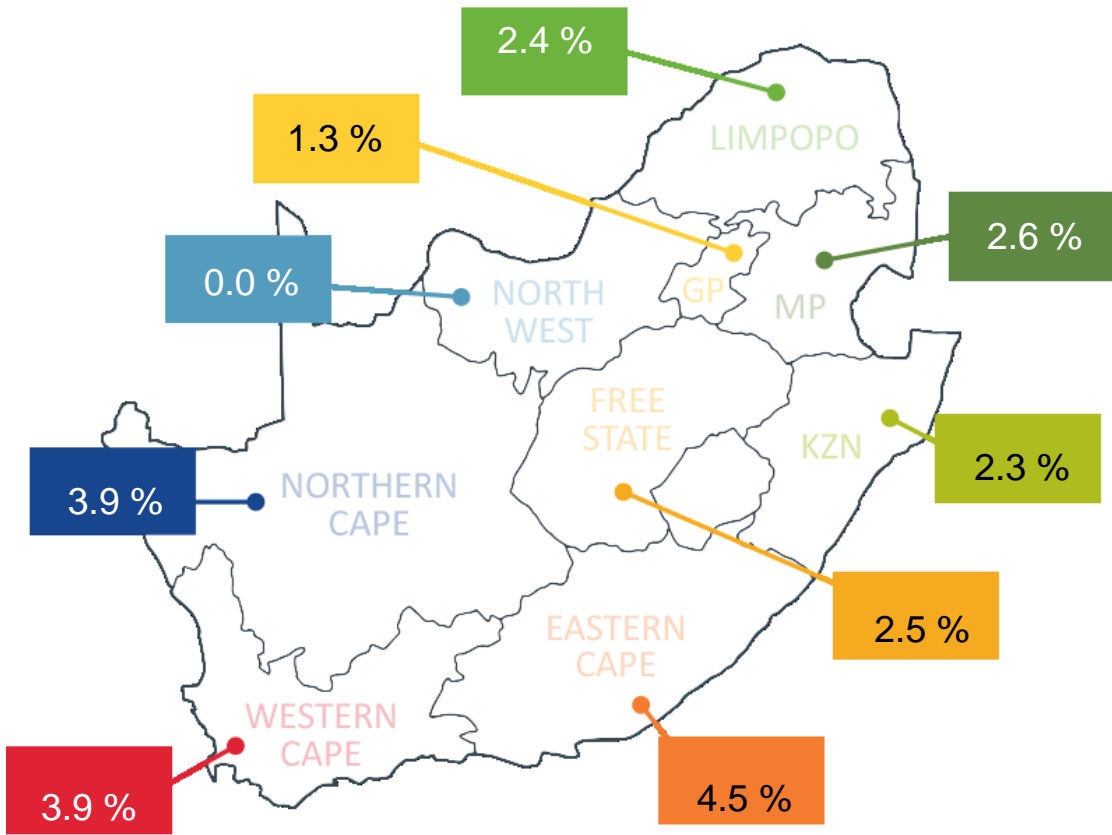 2.4 %
1.3 %
LIMPOPO
2.6 %
0.0 %
NORTH
WEST
GP
MP
FREE
STATE
KZN
2.3 %
3.9 %
NORTHERN
CAPE
2.5 %
EASTERN
CAPE
WESTERN
CAPE
3.9 %
4.5 %